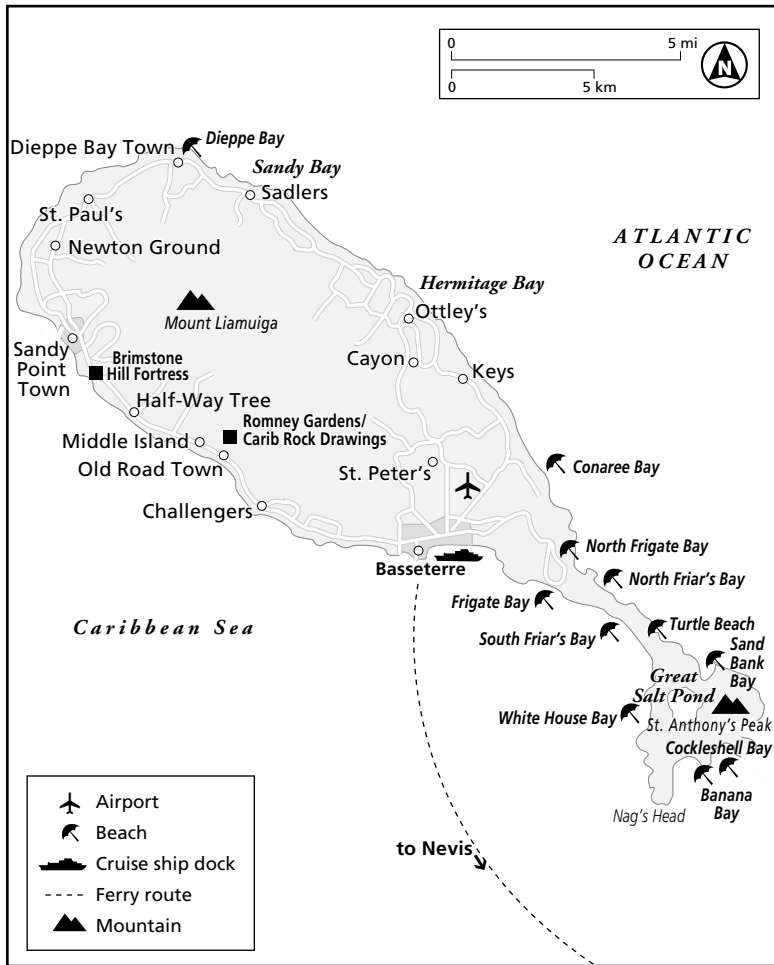 0
5 mi
0
5 km
N
Dieppe Bay
Dieppe Bay Town
Sandy Bay
Sadlers
St. Paul's
Newton Ground
ATLANTIC
OCEAN
Hermitage Bay
Ottley's
Mount Liamuiga
Sandy
Point
Town
Brimstone
Hill Fortress
Cayon
Keys
Half-Way Tree
Romney Gardens/
Carib Rock Drawings
Middle Island
Old Road Town
St. Peter's
Conaree Bay
Challengers
North Frigate Bay
Basseterre
North Friar's Bay
Frigate Bay
Caribbean Sea
Turtle Beach
South Friar's Bay
Sand
Bank
Bay
Great
Salt Pond
White House Bay
St. Anthony's Peak
Cockleshell Bay
Banana
Bay
Nag's Head
to Nevis
Airport
Beach
Cruise ship dock
Ferry route
Mountain